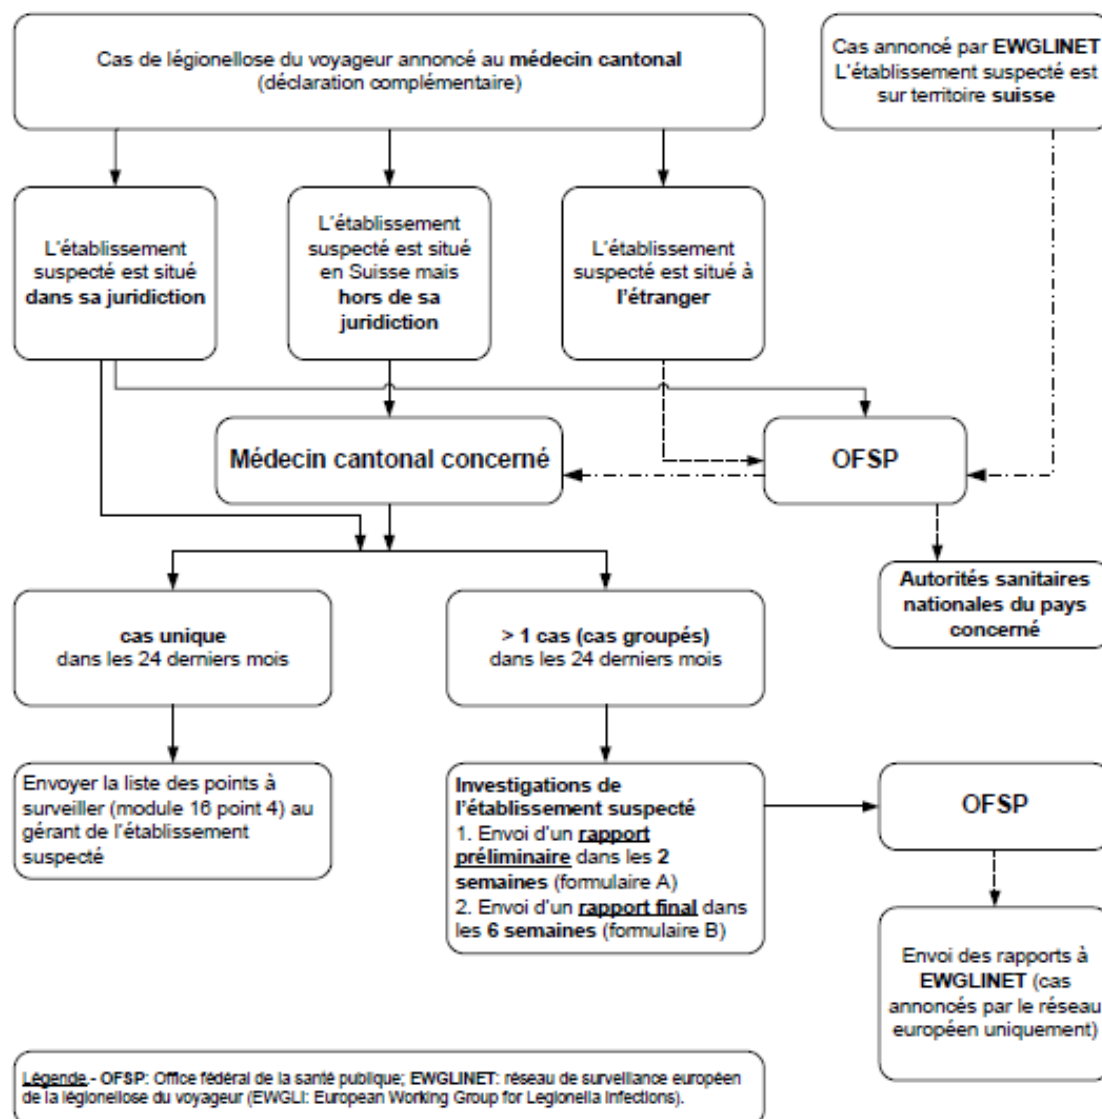 Cas de légionellose du voyageur annoncé au médecin cantonal
(déclaration complémentaire)
Cas annoncé par EWGLINET
L'établissement suspecté est
sur territoire suisse
L'établissement
suspecté est situé
dans sa juridiction
L'établissement
suspecté est situé
en Suisse mais
hors de sa
juridiction
L'établissement
suspecté est situé à
l'étranger
Médecin cantonal concerné
OFSP
Autorités sanitaires
nationales du pays
concerné
cas unique
dans les 24 derniers mois
> 1 cas (cas groupés)
dans les 24 derniers mois
Envoyer la liste des points à
surveiller (module 16 point 4) au
gérant de l'établissement
suspecté
Investigations de
l'établissement suspecté
1. Envoi d'un rapport
préliminaire dans les 2
semaines (formulaire A)
2. Envoi d'un rapport final dans
les 6 semaines (formulaire B)
OFSP
Envoi des rapports à
EWGLINET (cas
annoncés par le réseau
européen uniquement)
Légende - OFSP: Office fédéral de la santé publique; EWGLINET: réseau de surveillance européen
de la légionellose du voyageur (EWGLI: European Working Group for Legionella Infections).